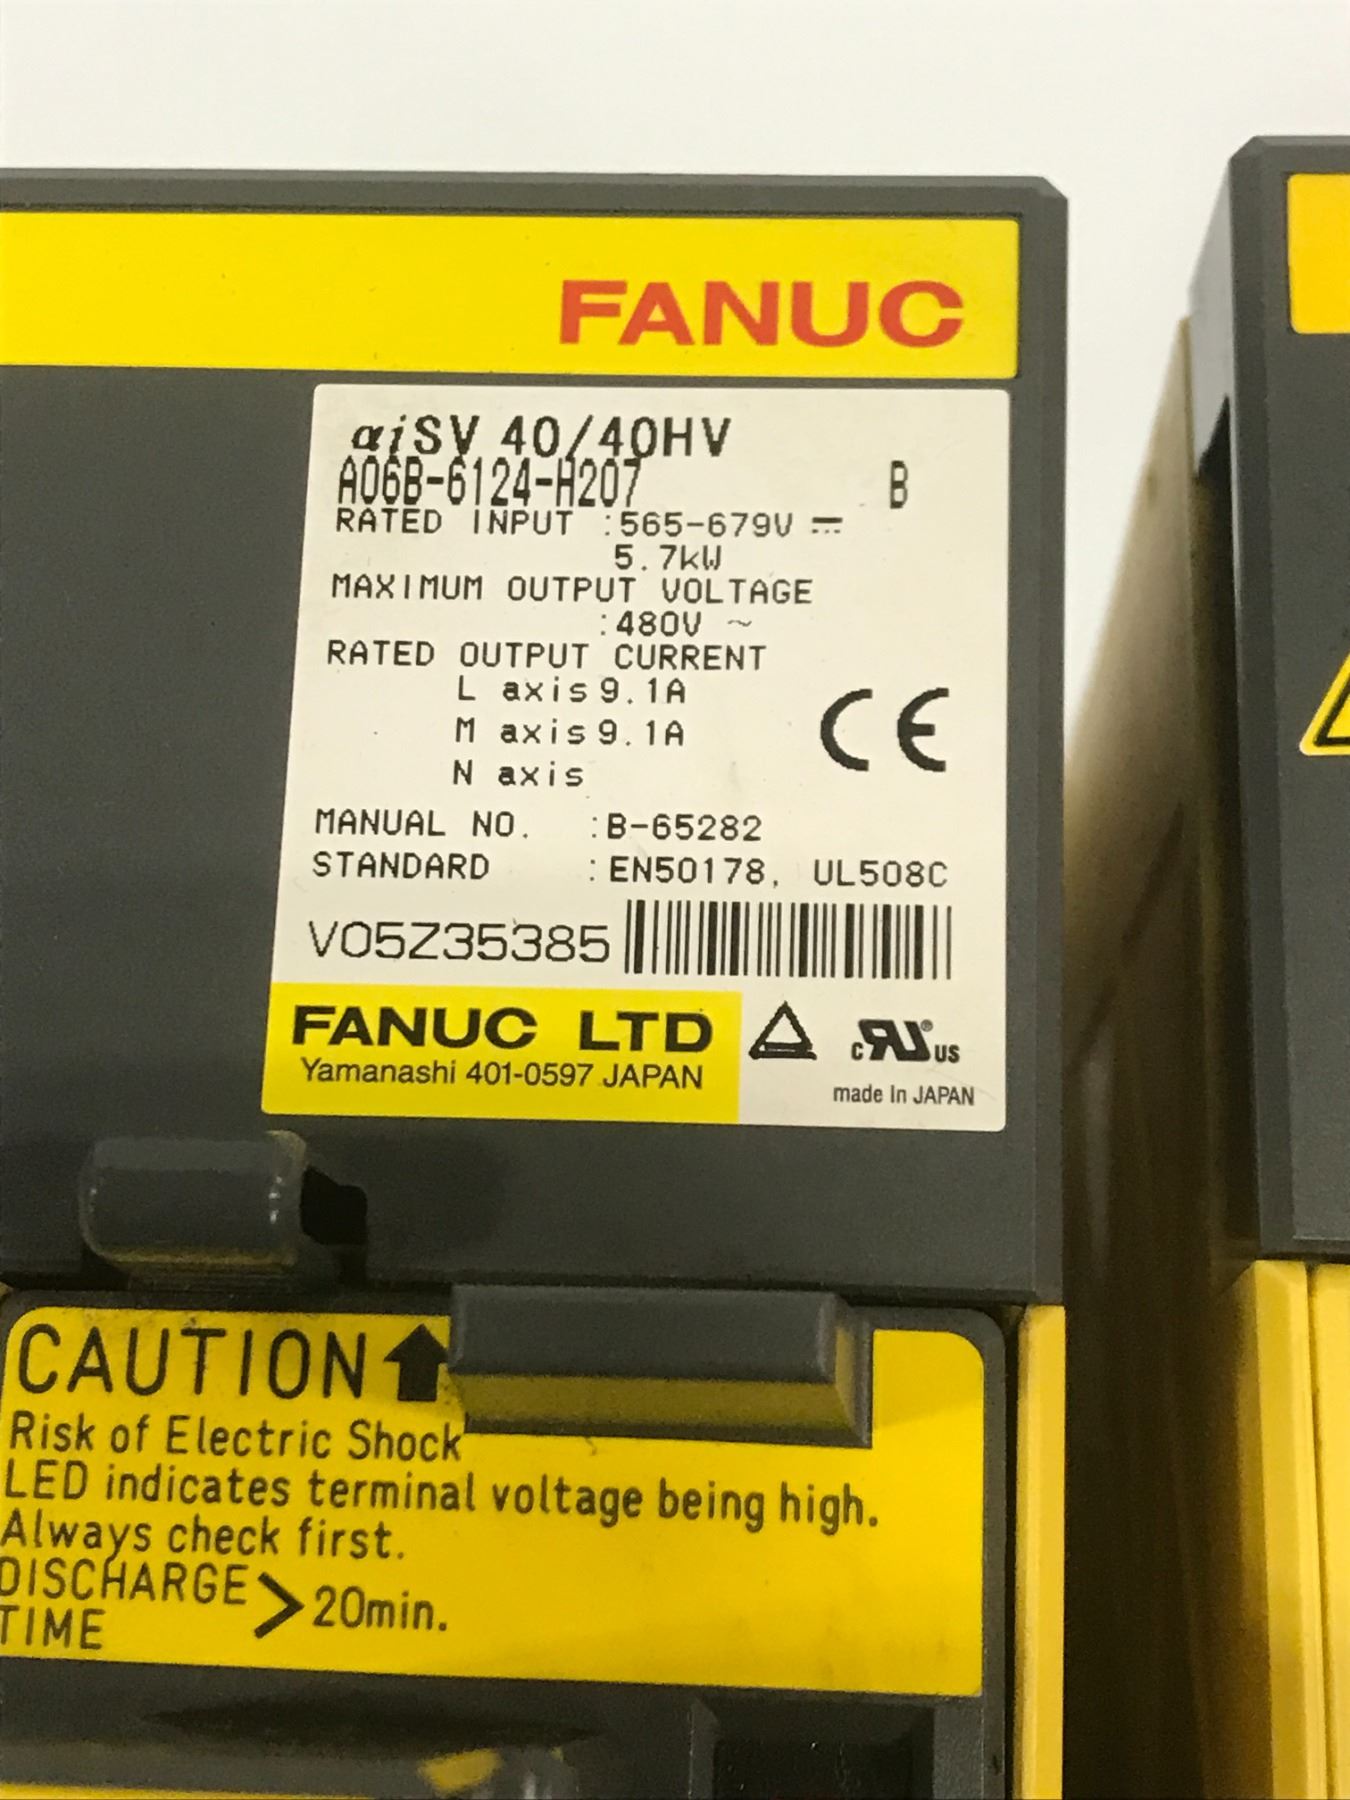 FANUC
αiSV 40/40HV
A06B-6124-H207 B
RATED INPUT :565-679V ⎓
5.7kW
MAXIMUM OUTPUT VOLTAGE
:480V ~
RATED OUTPUT CURRENT
L axis 9.1A
M axis 9.1A
N axis
CE
MANUAL NO. :B-65282
STANDARD :EN50178, UL508C
V05Z35385
FANUC LTD
Yamanashi 401-0597 JAPAN
c RU ® US
made in JAPAN
CAUTION
Risk of Electric Shock
LED indicates terminal voltage being high.
Always check first.
DISCHARGE
TIME > 20min.